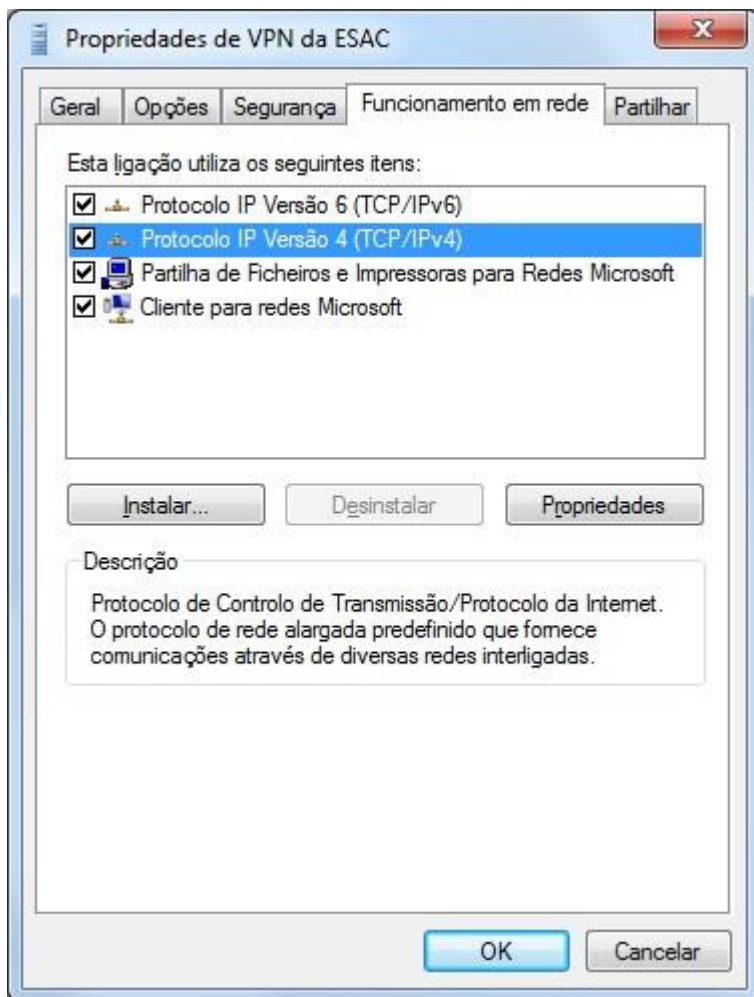 Propriedades de VPN da ESAC
Geral Opções Segurança Funcionamento em rede Partilhar
Esta ligação utiliza os seguintes itens:
Protocolo IP Versão 6 (TCP/IPv6)
Protocolo IP Versão 4 (TCP/IPv4)
Partilha de Ficheiros e Impressoras para Redes Microsoft
Cliente para redes Microsoft
Instalar... Desinstalar Propriedades
Descrição
Protocolo de Controlo de Transmissão/Protocolo da Internet.
O protocolo de rede alargada predefinido que fornece
comunicações através de diversas redes interligadas.
OK Cancelar